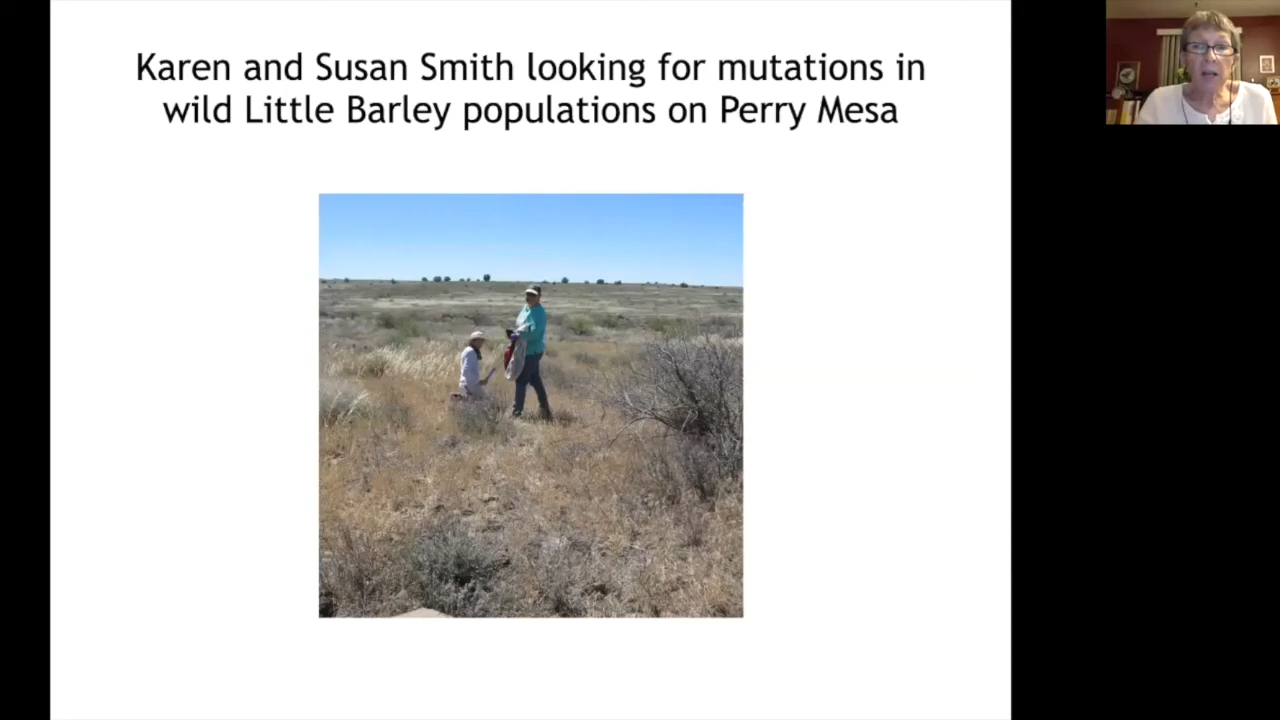 Karen and Susan Smith looking for mutations in
wild Little Barley populations on Perry Mesa